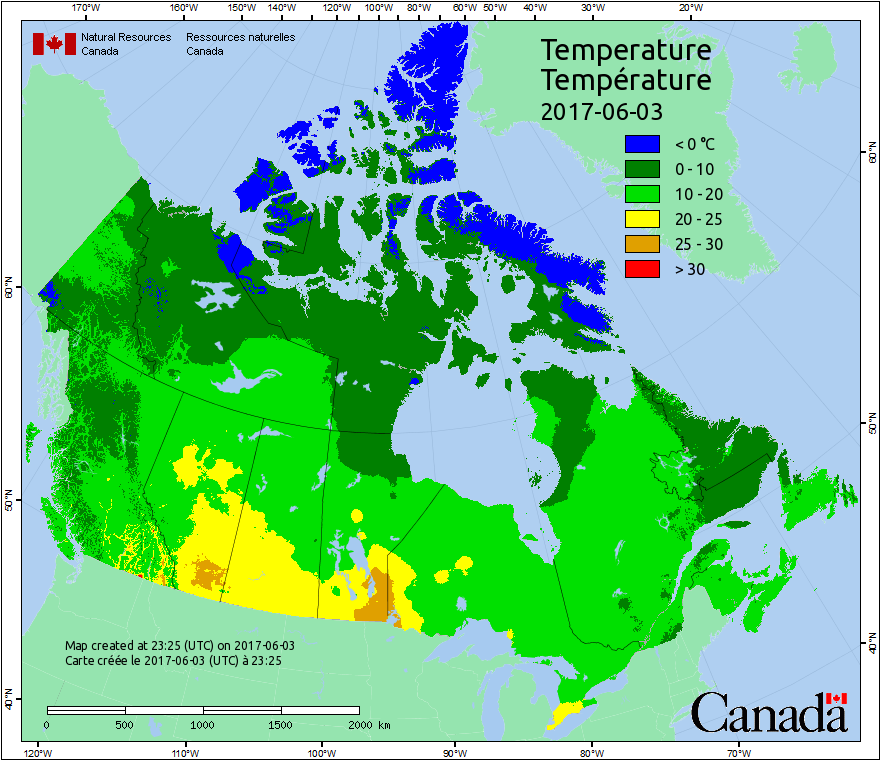 170°W 160°W 150°W 140°W 130°W 120°W 110°W 100°W 80°W 60°W 50°W 40°W 30°W 20°W
Natural Resources Canada
Ressources naturelles Canada
Temperature
Température
2017-06-03
< 0 °C
0 - 10
10 - 20
20 - 25
25 - 30
> 30
60°N
50°N
40°N
60°N
50°N
40°N
Map created at 23:25 (UTC) on 2017-06-03
Carte créée le 2017-06-03 (UTC) à 23:25
0 500 1000 1500 2000 km
Canada
120°W 110°W 100°W 90°W 80°W 70°W